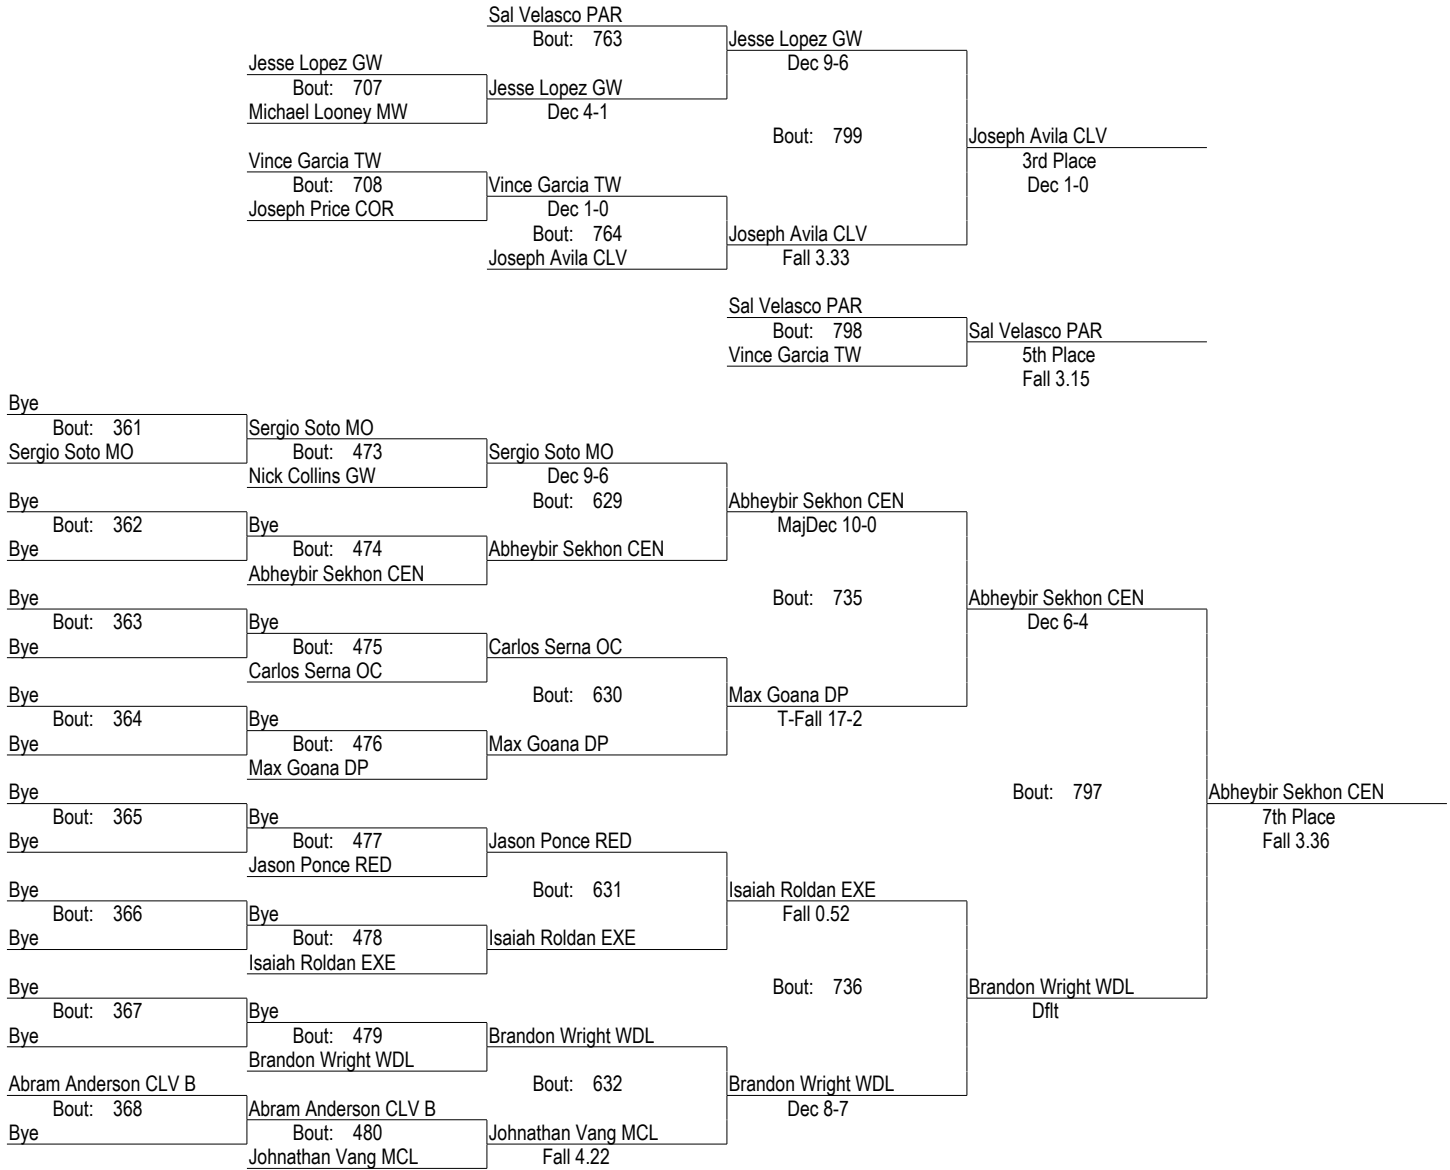 Sal Velasco PAR
Bout: 763
Jesse Lopez GW
Jesse Lopez GW
Dec 9-6
Bout: 707
Jesse Lopez GW
Michael Looney MW
Dec 4-1
Bout: 799
Joseph Avila CLV
Vince Garcia TW
3rd Place
Bout: 708
Vince Garcia TW
Dec 1-0
Joseph Price COR
Dec 1-0
Bout: 764
Joseph Avila CLV
Joseph Avila CLV
Fall 3.33
Sal Velasco PAR
Bout: 798
Sal Velasco PAR
Vince Garcia TW
5th Place
Fall 3.15
Bye
Bout: 361
Sergio Soto MO
Sergio Soto MO
Bout: 473
Sergio Soto MO
Nick Collins GW
Dec 9-6
Bye
Bout: 629
Abheybir Sekhon CEN
Bout: 362
Bye
MajDec 10-0
Bye
Bout: 474
Abheybir Sekhon CEN
Abheybir Sekhon CEN
Bye
Bout: 735
Abheybir Sekhon CEN
Bout: 363
Bye
Dec 6-4
Bye
Bout: 475
Carlos Serna OC
Carlos Serna OC
Bye
Bout: 630
Max Goana DP
Bout: 364
Bye
T-Fall 17-2
Bye
Bout: 476
Max Goana DP
Max Goana DP
Bye
Bout: 797
Abheybir Sekhon CEN
Bout: 365
Bye
7th Place
Bye
Bout: 477
Jason Ponce RED
Fall 3.36
Jason Ponce RED
Bye
Bout: 631
Isaiah Roldan EXE
Bout: 366
Bye
Fall 0.52
Bye
Bout: 478
Isaiah Roldan EXE
Isaiah Roldan EXE
Bye
Bout: 736
Brandon Wright WDL
Bout: 367
Bye
Dflt
Bye
Bout: 479
Brandon Wright WDL
Brandon Wright WDL
Abram Anderson CLV B
Bout: 632
Brandon Wright WDL
Bout: 368
Abram Anderson CLV B
Dec 8-7
Bye
Bout: 480
Johnathan Vang MCL
Johnathan Vang MCL
Fall 4.22